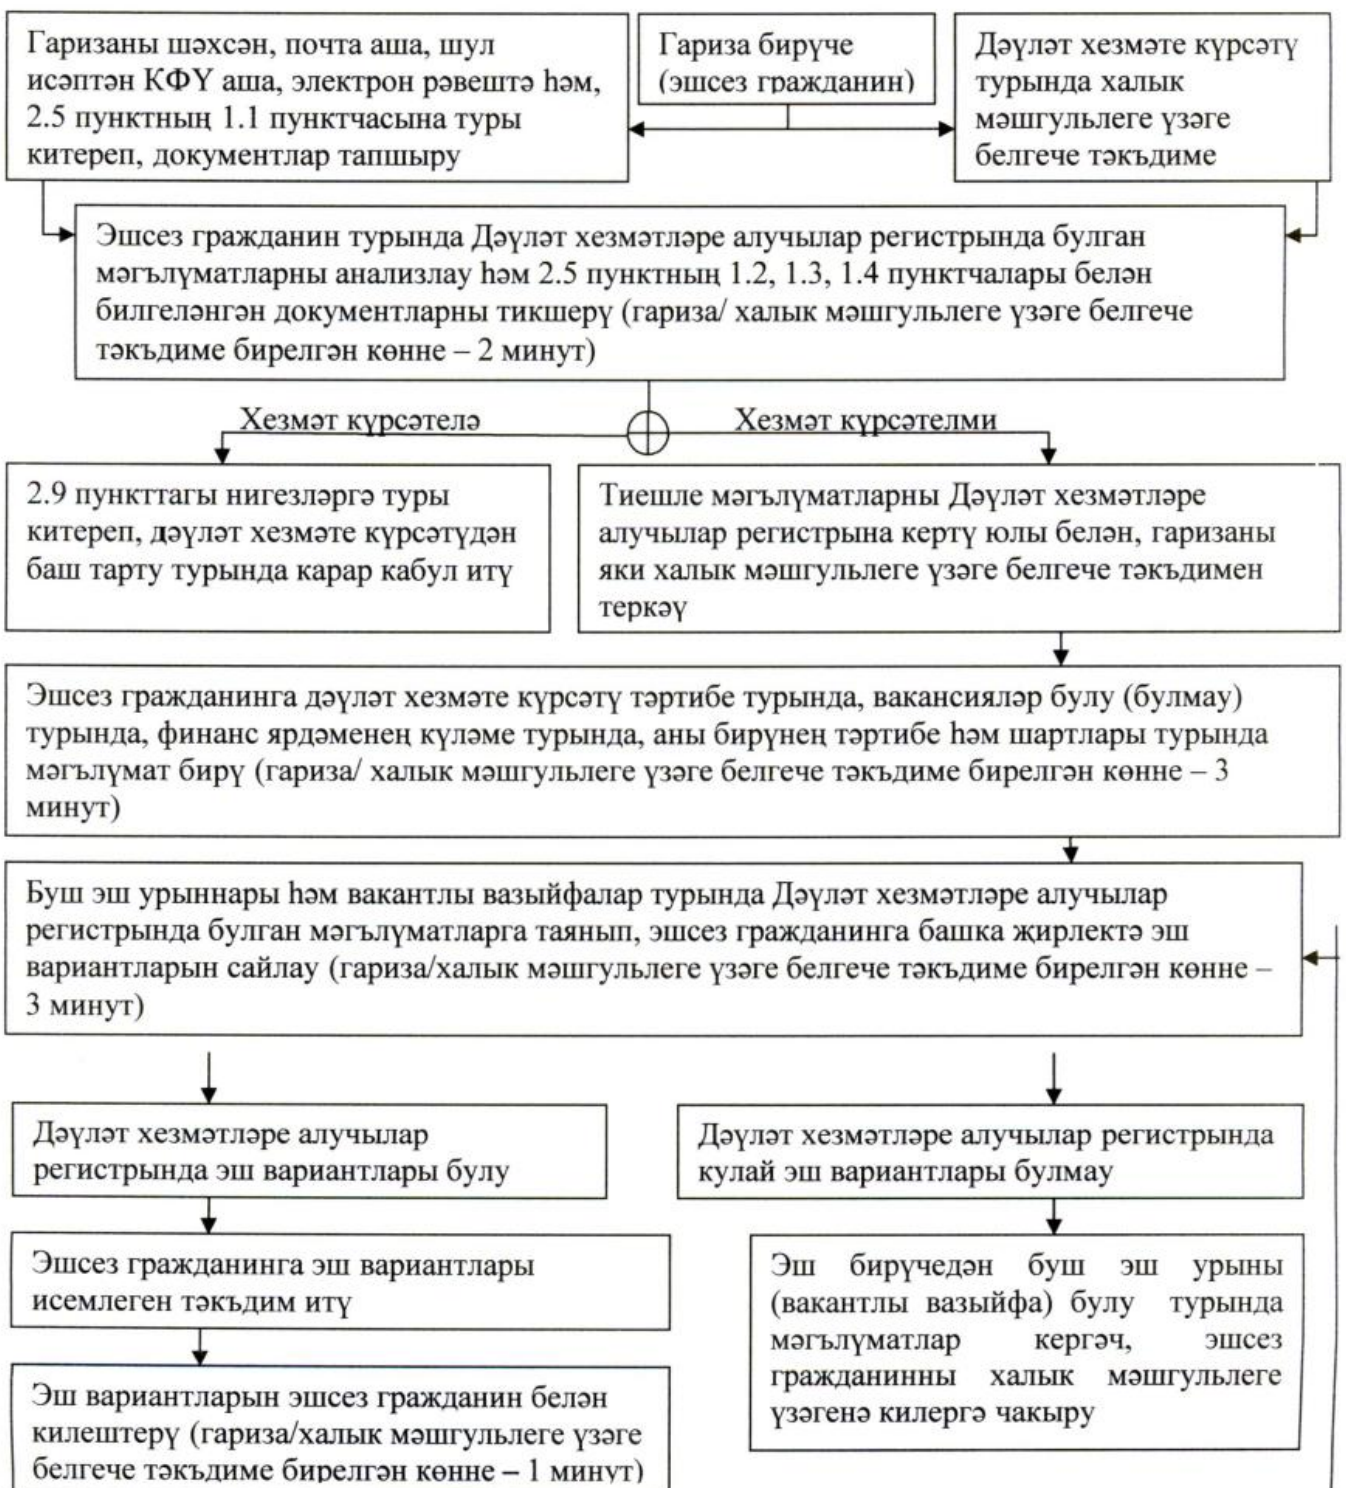 Гаризаны шәхсән, почта аша, шул
исәптән КФҮ аша, электрон рәвештә һәм,
2.5 пунктның 1.1 пунктчасына туры
китереп, документлар тапшыру
Гариза бирүче
(эшсез гражданин)
Дәүләт хезмәте күрсәтү
турында халык
мәшгульлеге үзәге
белгече тәкъдиме
Эшсез гражданин турында Дәүләт хезмәтләре алучылар регистрында булган
мәгълүматларны анализлау һәм 2.5 пунктның 1.2, 1.3, 1.4 пунктчалары белән
билгеләнгән документларны тикшерү (гариза/ халык мәшгульлеге үзәге белгече
тәкъдиме бирелгән көнне – 2 минут)
Хезмәт күрсәтелә
Хезмәт күрсәтелми
2.9 пункттагы нигезләргә туры
китереп, дәүләт хезмәте күрсәтүдән
баш тарту турында карар кабул итү
Тиешле мәгълүматларны Дәүләт хезмәтләре
алучылар регистрына кертү юлы белән, гаризаны
яки халык мәшгульлеге үзәге белгече тәкъдимен
теркәү
Эшсез гражданинга дәүләт хезмәте күрсәтү тәртибе турында, вакансияләр булу (булмау)
турында, финанс ярдәменең күләме турында, аны бирүнең тәртибе һәм шартлары турында
мәгълүмат бирү (гариза/ халык мәшгульлеге үзәге белгече тәкъдиме бирелгән көнне – 3
минут)
Буш эш урыннары һәм вакантлы вазыйфалар турында Дәүләт хезмәтләре алучылар
регистрында булган мәгълүматларга таянып, эшсез гражданинга башка җирлектә эш
вариантларын сайлау (гариза/халык мәшгульлеге үзәге белгече тәкъдиме бирелгән көнне –
3 минут)
Дәүләт хезмәтләре алучылар
регистрында эш вариантлары булу
Дәүләт хезмәтләре алучылар регистрында
кулай эш вариантлары булмау
Эшсез гражданинга эш вариантлары
исемлеген тәкъдим итү
Эш бирүчедән буш эш урыны
(вакантлы вазыйфа) булу турында
мәгълүматлар кергәч, эшсез
гражданинны халык мәшгульлеге
үзәгенә килергә чакыру
Эш вариантларын эшсез гражданин белән
килештерү (гариза/халык мәшгульлеге үзәге
белгече тәкъдиме бирелгән көнне – 1 минут)